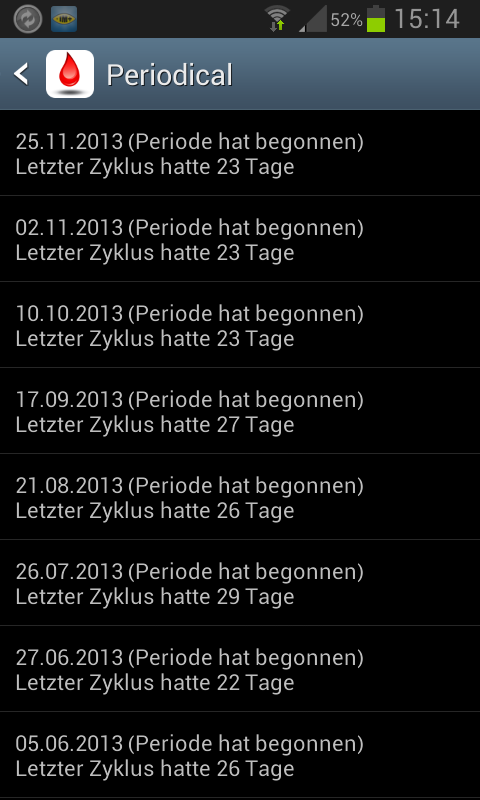 52% 15:14
Periodical
25.11.2013 (Periode hat begonnen)
Letzter Zyklus hatte 23 Tage
02.11.2013 (Periode hat begonnen)
Letzter Zyklus hatte 23 Tage
10.10.2013 (Periode hat begonnen)
Letzter Zyklus hatte 23 Tage
17.09.2013 (Periode hat begonnen)
Letzter Zyklus hatte 27 Tage
21.08.2013 (Periode hat begonnen)
Letzter Zyklus hatte 26 Tage
26.07.2013 (Periode hat begonnen)
Letzter Zyklus hatte 29 Tage
27.06.2013 (Periode hat begonnen)
Letzter Zyklus hatte 22 Tage
05.06.2013 (Periode hat begonnen)
Letzter Zyklus hatte 26 Tage